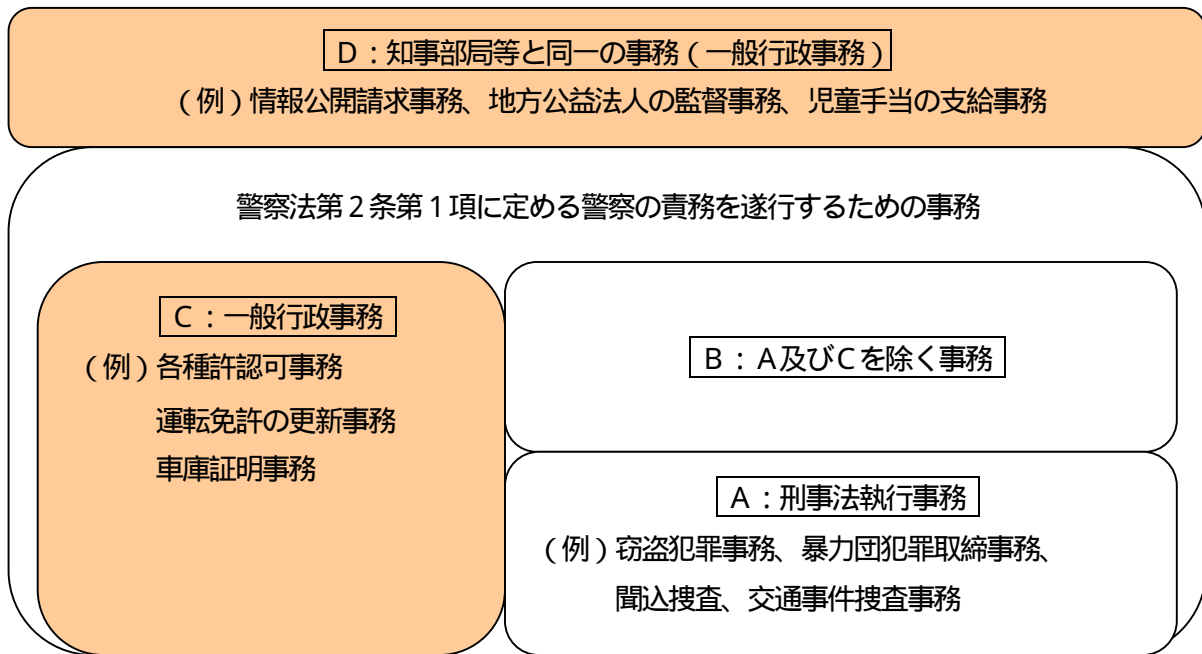 D：知事部局等と同一の事務（一般行政事務）
（例）情報公開請求事務、地方公益法人の監督事務、児童手当の支給事務
警察法第２条第１項に定める警察の責務を遂行するための事務
C：一般行政事務
（例）各種許認可事務
運転免許の更新事務
車庫証明事務
B：A及びCを除く事務
A：刑事法執行事務
（例）窃盗犯罪事務、暴力団犯罪取締事務、
聞込捜査、交通事件捜査事務